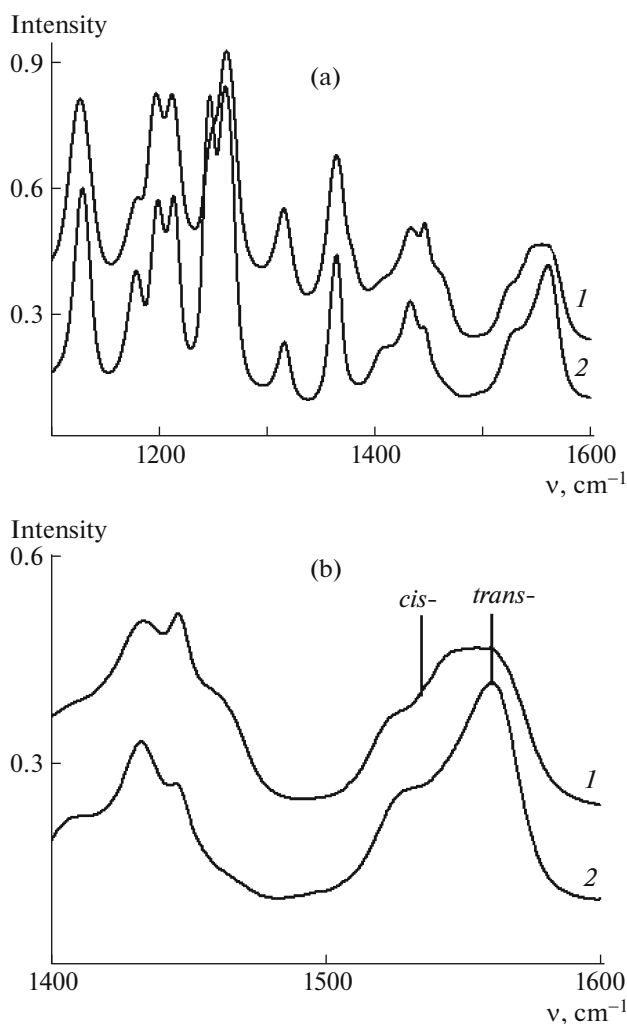 Intensity
0.9
(a)
0.6
0.3
1
2
1200
1400
1600
ν, cm–1
Intensity
0.6
(b)
cis-
trans-
0.3
1
2
1400
1500
1600
ν, cm–1